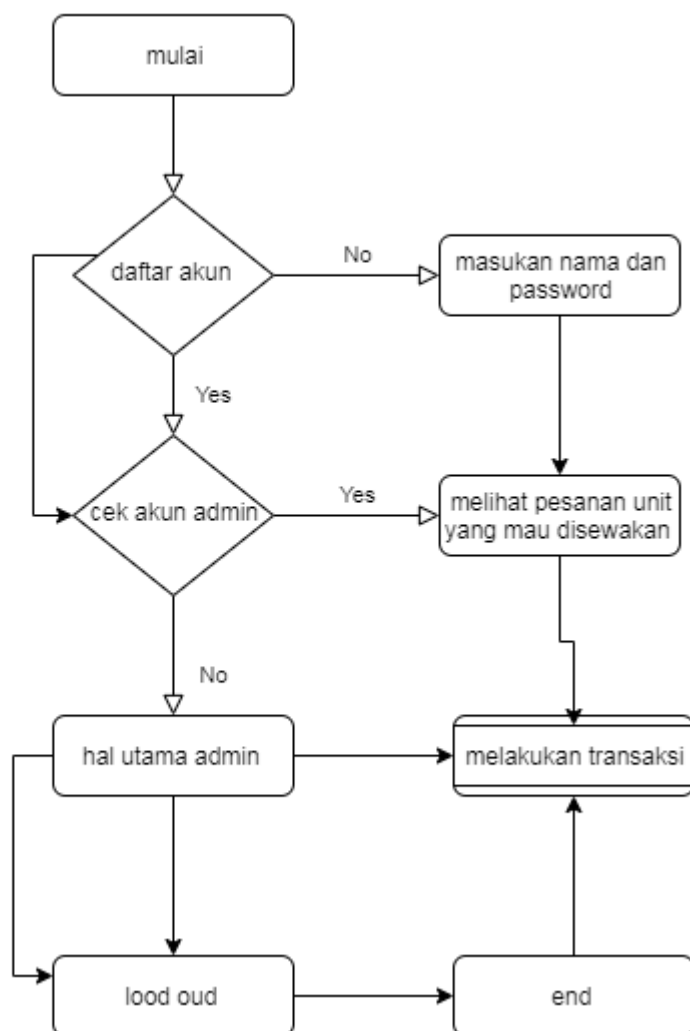 mulai
daftar akun
No
masukan nama dan
password
Yes
cek akun admin
Yes
melihat pesanan unit
yang mau disewakan
No
hal utama admin
melakukan transaksi
lood oud
end